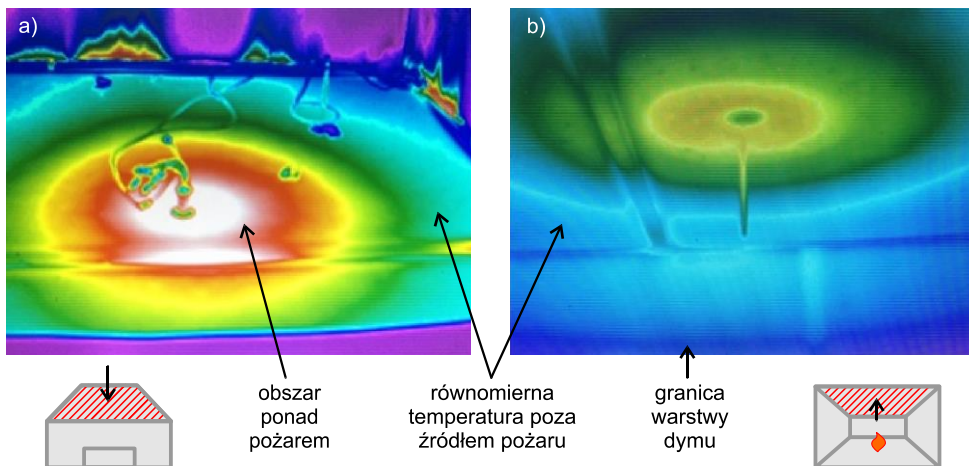 a)
b)
obszar
ponad
pożarem
równomierna
temperatura poza
źródłem pożaru
granica
warstwy
dymu